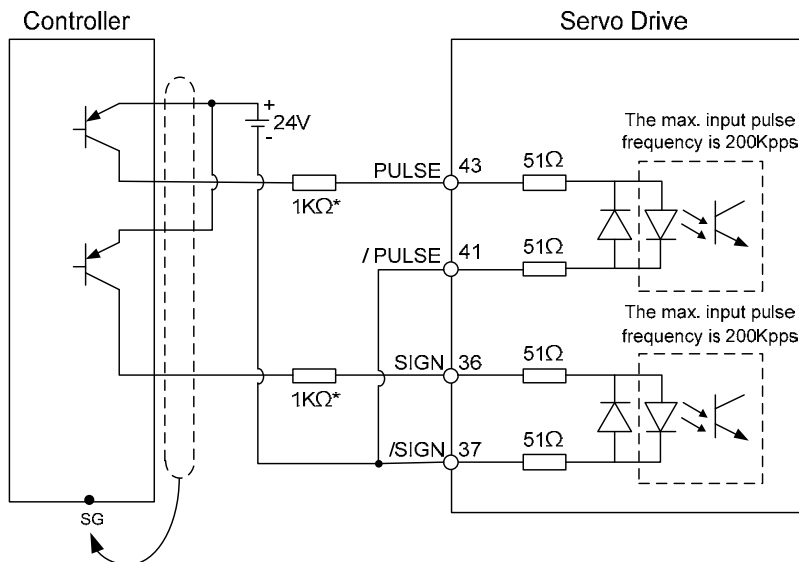 Controller
Servo Drive
+
24V
-
The max. input pulse
frequency is 200Kpps
PULSE
43
51Ω
1KΩ*
/ PULSE
41
51Ω
The max. input pulse
frequency is 200Kpps
SIGN
36
51Ω
1KΩ*
/SIGN
37
51Ω
SG